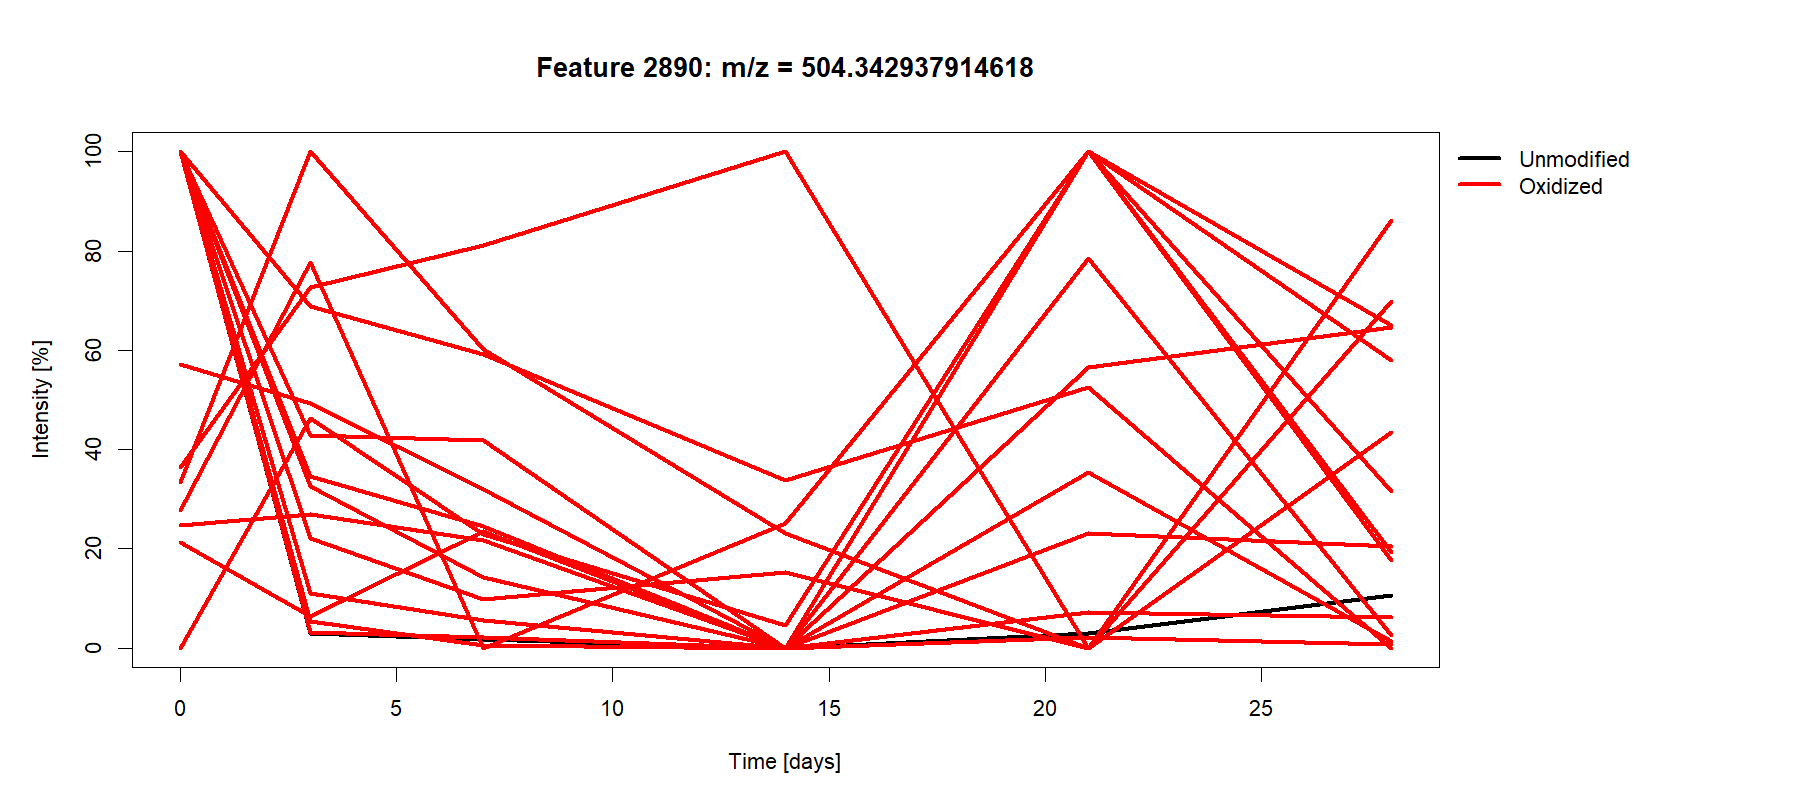 Feature 2890: m/z = 504.342937914618
Unmodified
Oxidized
Intensity [%]
100
80
60
40
20
0
0 5 10 15 20 25
Time [days]